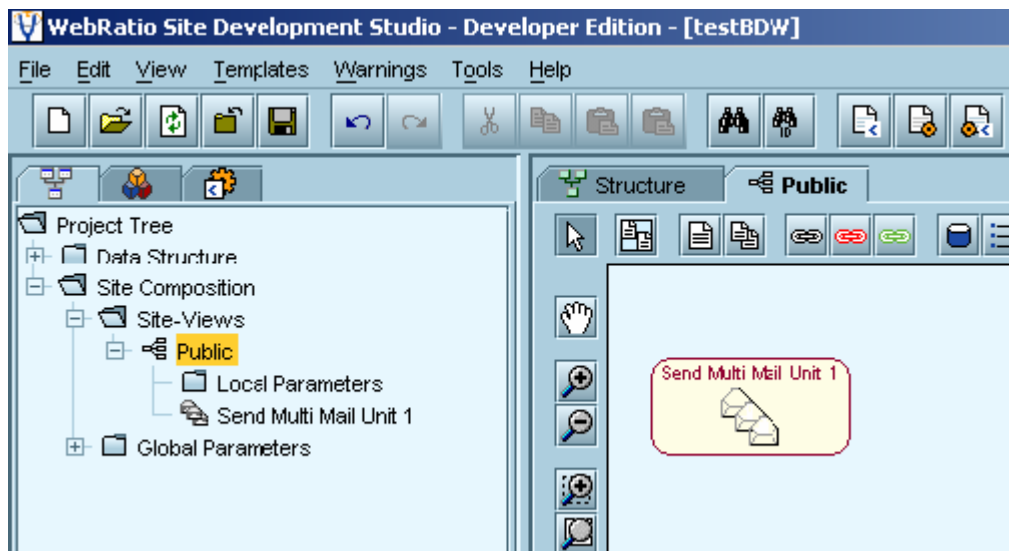 WebRatio Site Development Studio - Developer Edition - [testBDW]
File Edit View Templates Warnings Tools Help
ID
Structure Public
Project Tree
Data Structure
Site Composition
Site-Views
Public
Local Parameters
Send Multi Mail Unit 1
Global Parameters
Send Multi Mail Unit 1